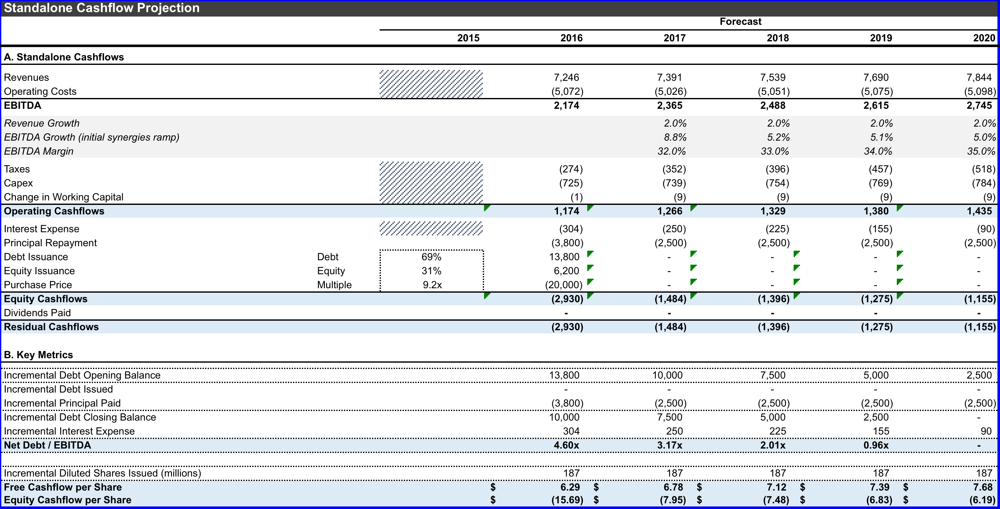 Standalone Cashflow Projection
Forecast
2015 2016 2017 2018 2019 2020
A. Standalone Cashflows
Revenues 7,246 7,391 7,539 7,690 7,844
Operating Costs (5,072) (5,026) (5,051) (5,075) (5,098)
EBITDA 2,174 2,365 2,488 2,615 2,745
Revenue Growth 2.0% 2.0% 2.0% 2.0%
EBITDA Growth (initial synergies ramp) 8.8% 5.2% 5.1% 5.0%
EBITDA Margin 32.0% 33.0% 34.0% 35.0%
Taxes (274) (352) (396) (457) (518)
Capex (725) (739) (754) (769) (784)
Change in Working Capital (1) (9) (9) (9) (9)
Operating Cashflows 1,174 1,266 1,329 1,380 1,435
Interest Expense (304) (250) (225) (155) (90)
Principal Repayment (3,800) (2,500) (2,500) (2,500) (2,500)
Debt Issuance Debt 69% 13,800 - - - -
Equity Issuance Equity 31% 6,200 - - - -
Purchase Price Multiple 9.2x (20,000) - - - -
Equity Cashflows (2,930) (1,484) (1,396) (1,275) (1,155)
Dividends Paid - - - - -
Residual Cashflows (2,930) (1,484) (1,396) (1,275) (1,155)
B. Key Metrics
Incremental Debt Opening Balance 13,800 10,000 7,500 5,000 2,500
Incremental Debt Issued - - - - -
Incremental Principal Paid (3,800) (2,500) (2,500) (2,500) (2,500)
Incremental Debt Closing Balance 10,000 7,500 5,000 2,500 -
Incremental Interest Expense 304 250 225 155 90
Net Debt / EBITDA 4.60x 3.17x 2.01x 0.96x -
Incremental Diluted Shares Issued (millions) 187 187 187 187 187
Free Cashflow per Share $ 6.29 $ 6.78 $ 7.12 $ 7.39 $ 7.68
Equity Cashflow per Share $ (15.69) $ (7.95) $ (7.48) $ (6.83) $ (6.19)